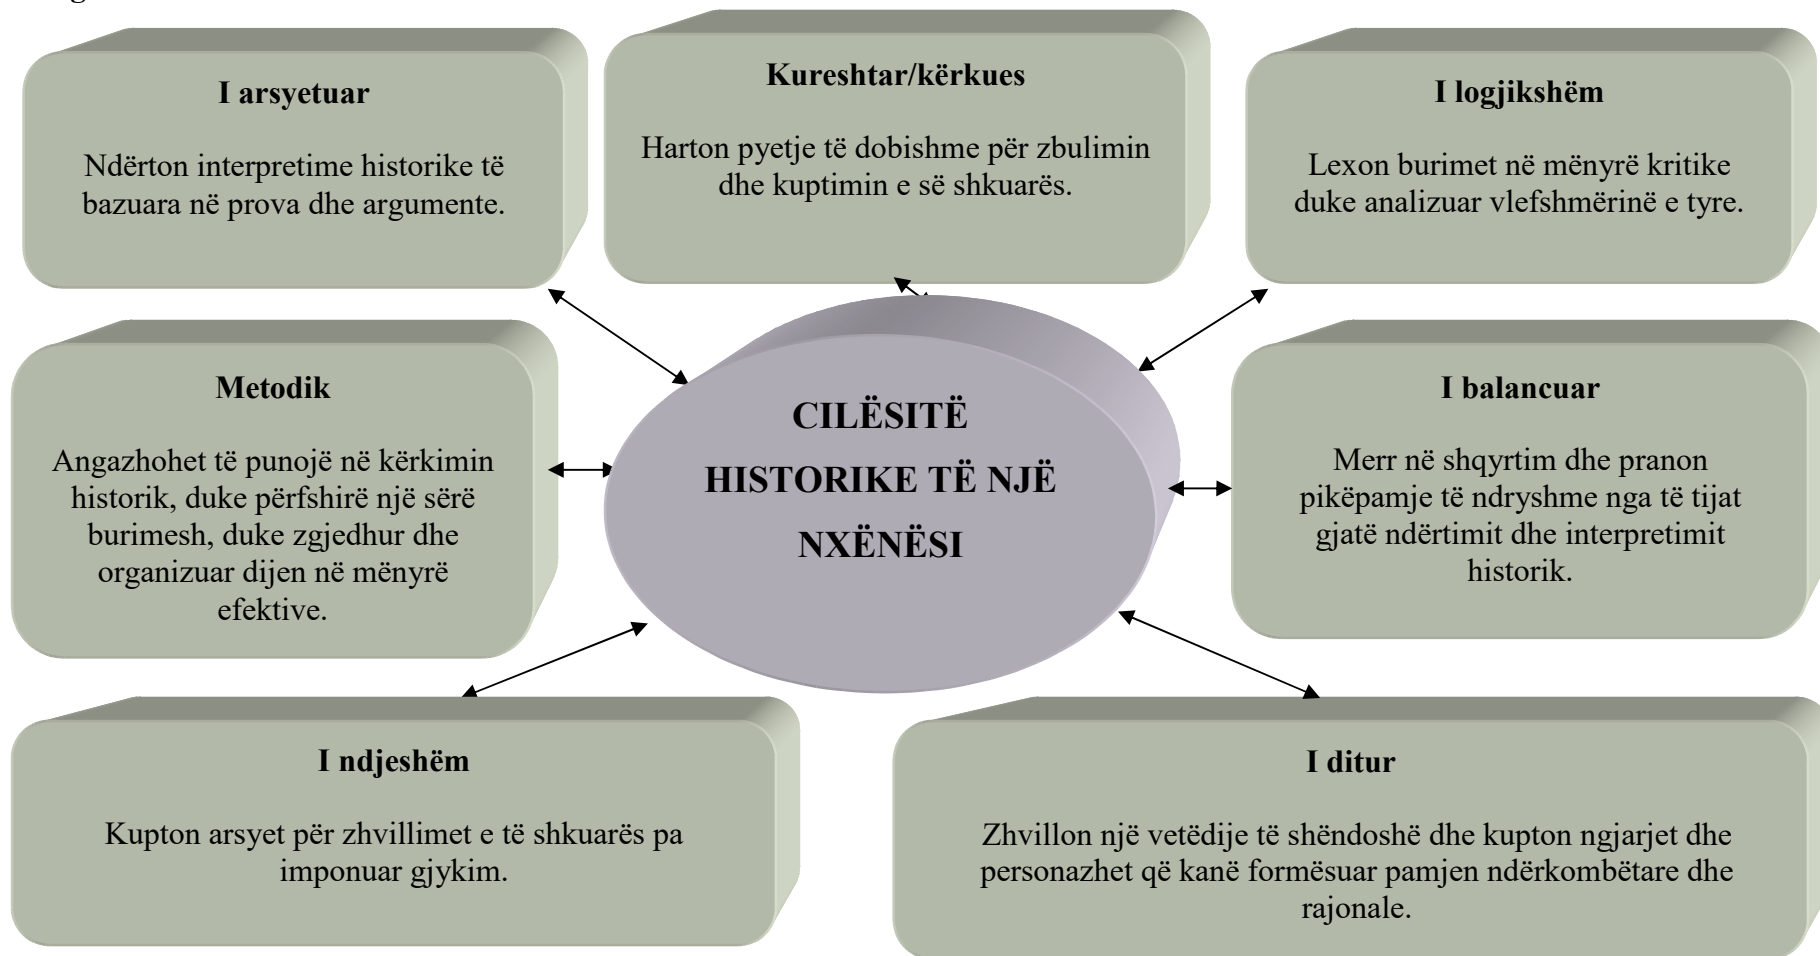 I arsyetuar
Ndërton interpretime historike të
bazuara në prova dhe argumente.
Kureshtar/kërkues
Harton pyetje të dobishme për zbulimin
dhe kuptimin e së shkuarës.
I logjikshëm
Lexon burimet në mënyrë kritike
duke analizuar vlefshmërinë e tyre.
Metodik
Angazhohet të punojë në kërkimin
historik, duke përfshirë një sërë
burimesh, duke zgjedhur dhe
organizuar dijen në mënyrë
efektive.
CILËSITË
HISTORIKE TË NJË
NXËNËSI
I balancuar
Merr në shqyrtim dhe pranon
pikëpamje të ndryshme nga të tijat
gjatë ndërtimit dhe interpretimit
historik.
I ndjeshëm
Kupton arsyet për zhvillimet e të shkuarës pa
imponuar gjykim.
I ditur
Zhvillon një vetëdije të shëndoshë dhe kupton ngjarjet dhe
personazhet që kanë formësuar pamjen ndërkombëtare dhe
rajonale.